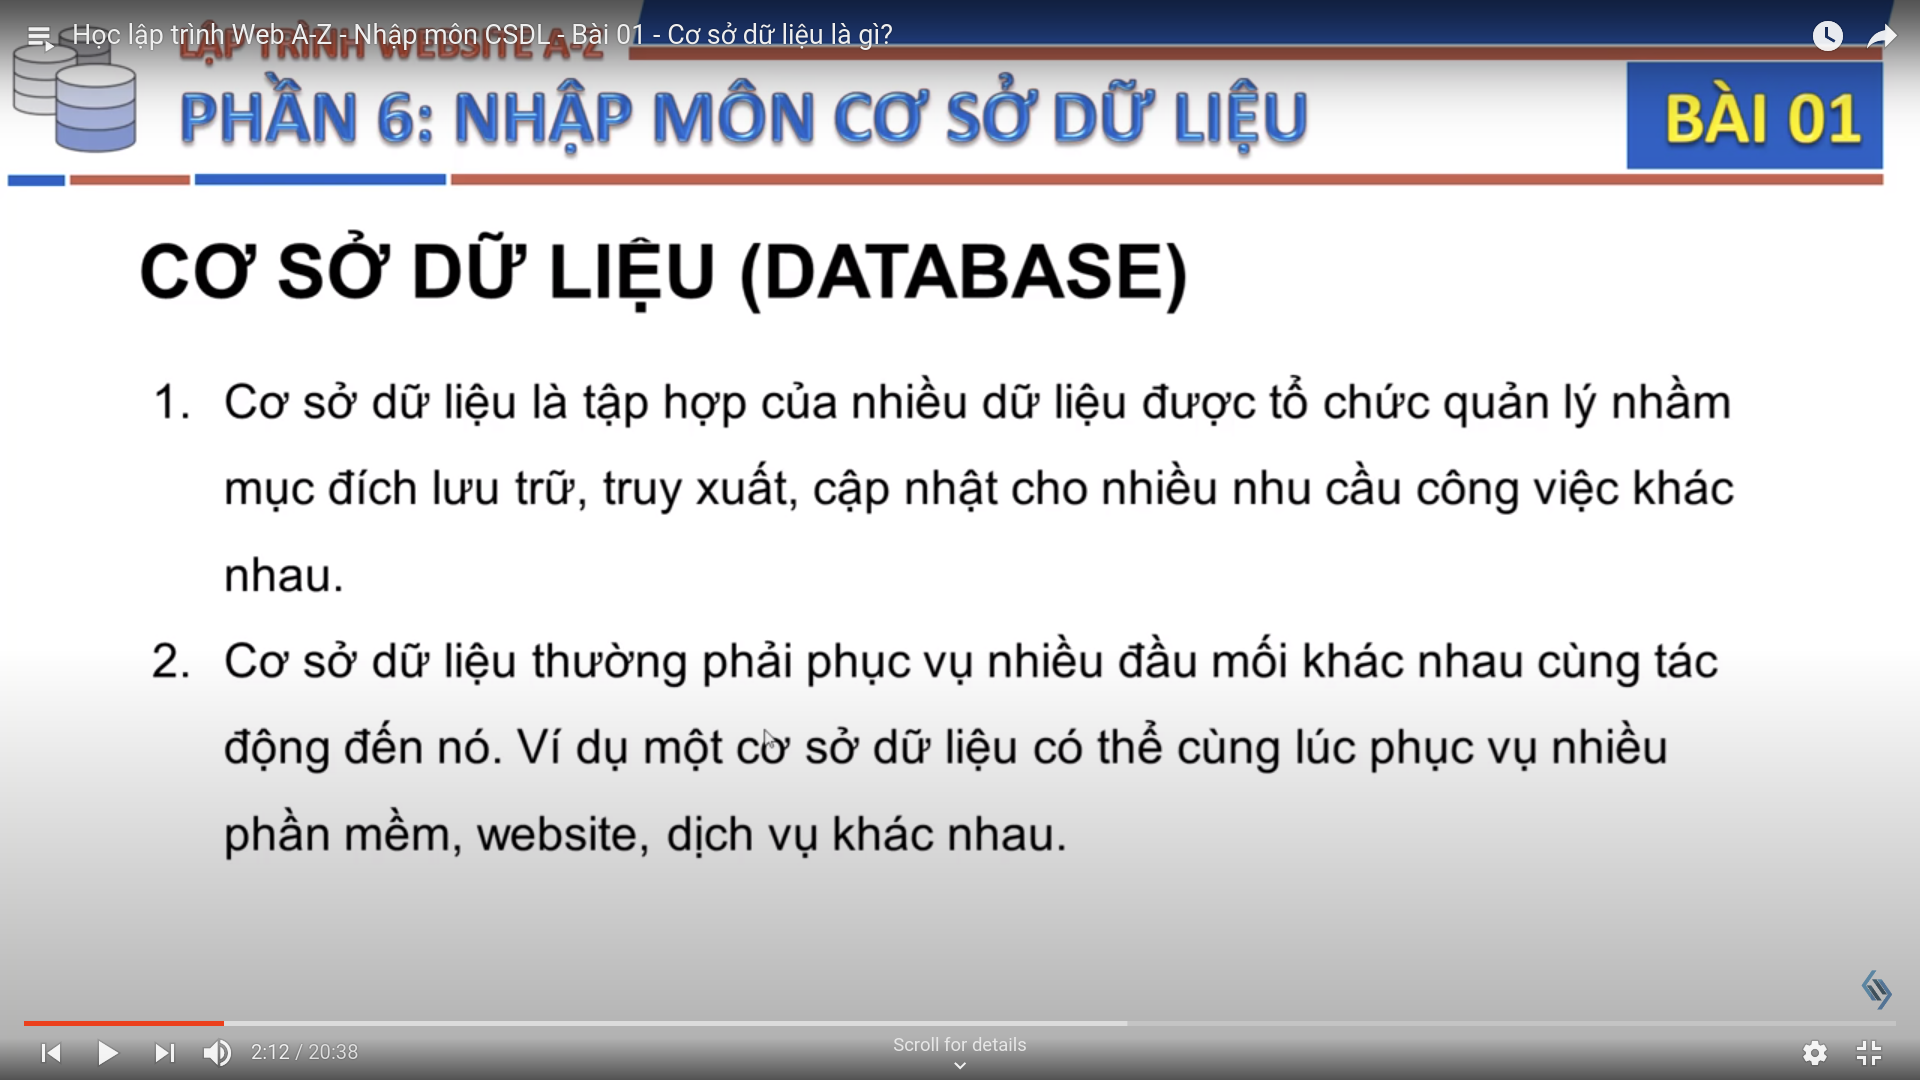 Học lập trình Web A-Z - Nhập môn CSDL - Bài 01 - Cơ sở dữ liệu là gì?
LẬP TRÌNH WEBSITE A-Z
PHẦN 6: NHẬP MÔN CƠ SỞ DỮ LIỆU
BÀI 01
CƠ SỞ DỮ LIỆU (DATABASE)
1. Cơ sở dữ liệu là tập hợp của nhiều dữ liệu được tổ chức quản lý nhằm
mục đích lưu trữ, truy xuất, cập nhật cho nhiều nhu cầu công việc khác
nhau.
2. Cơ sở dữ liệu thường phải phục vụ nhiều đầu mối khác nhau cùng tác
động đến nó. Ví dụ một cơ sở dữ liệu có thể cùng lúc phục vụ nhiều
phần mềm, website, dịch vụ khác nhau.
2:12 / 20:38
Scroll for details